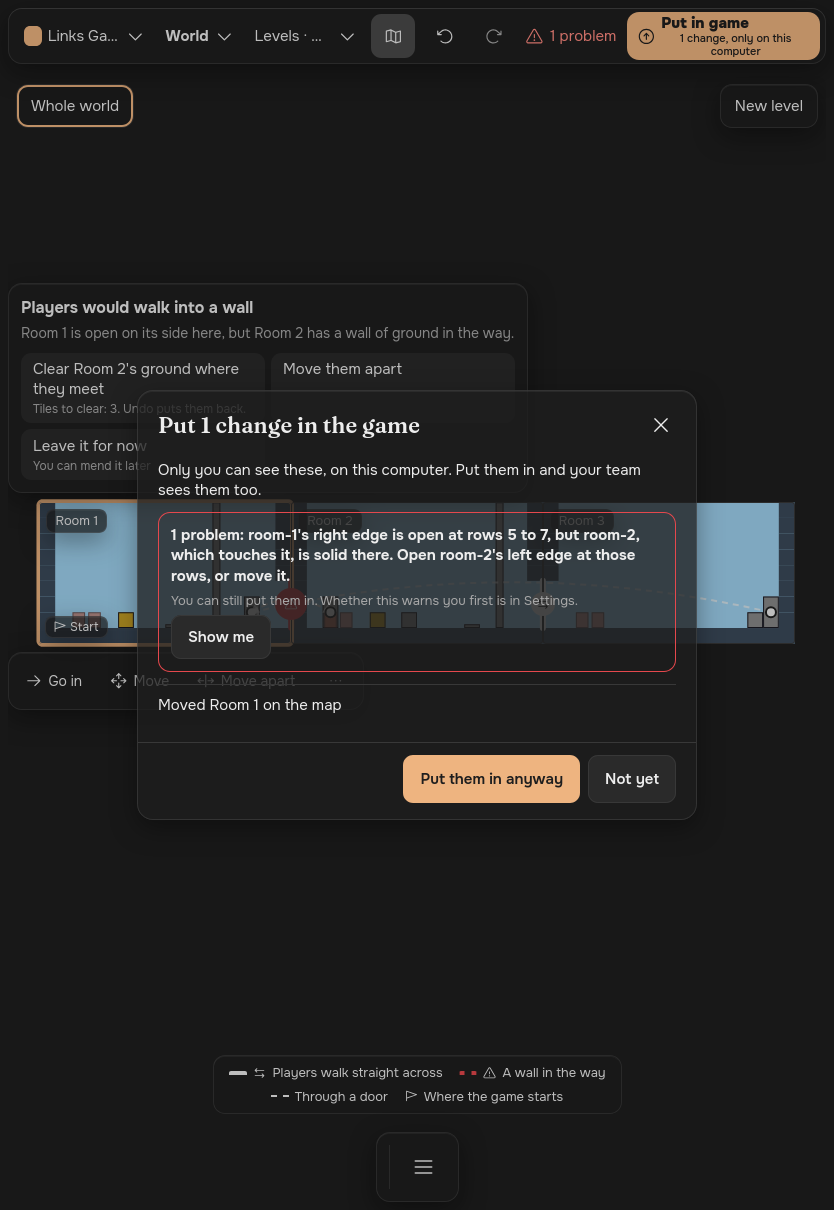 Links Ga...
World
Levels · ...
1 problem
Put in game
1 change, only on this
computer
Whole world
New level
Players would walk into a wall
Room 1 is open on its side here, but Room 2 has a wall of ground in the way.
Clear Room 2's ground where
they meet
Tiles to clear: 3. Undo puts them back.
Move them apart
Leave it for now
You can mend it later
Put 1 change in the game
Only you can see these, on this computer. Put them in and your team
sees them too.
Room 1
Room 2
Room 3
1 problem: room-1's right edge is open at rows 5 to 7, but room-2,
which touches it, is solid there. Open room-2's left edge at those
rows, or move it.
You can still put them in. Whether this warns you first is in Settings.
Show me
Start
Go in
Move
Move apart
...
Moved Room 1 on the map
Put them in anyway
Not yet
Players walk straight across
A wall in the way
Through a door
Where the game starts